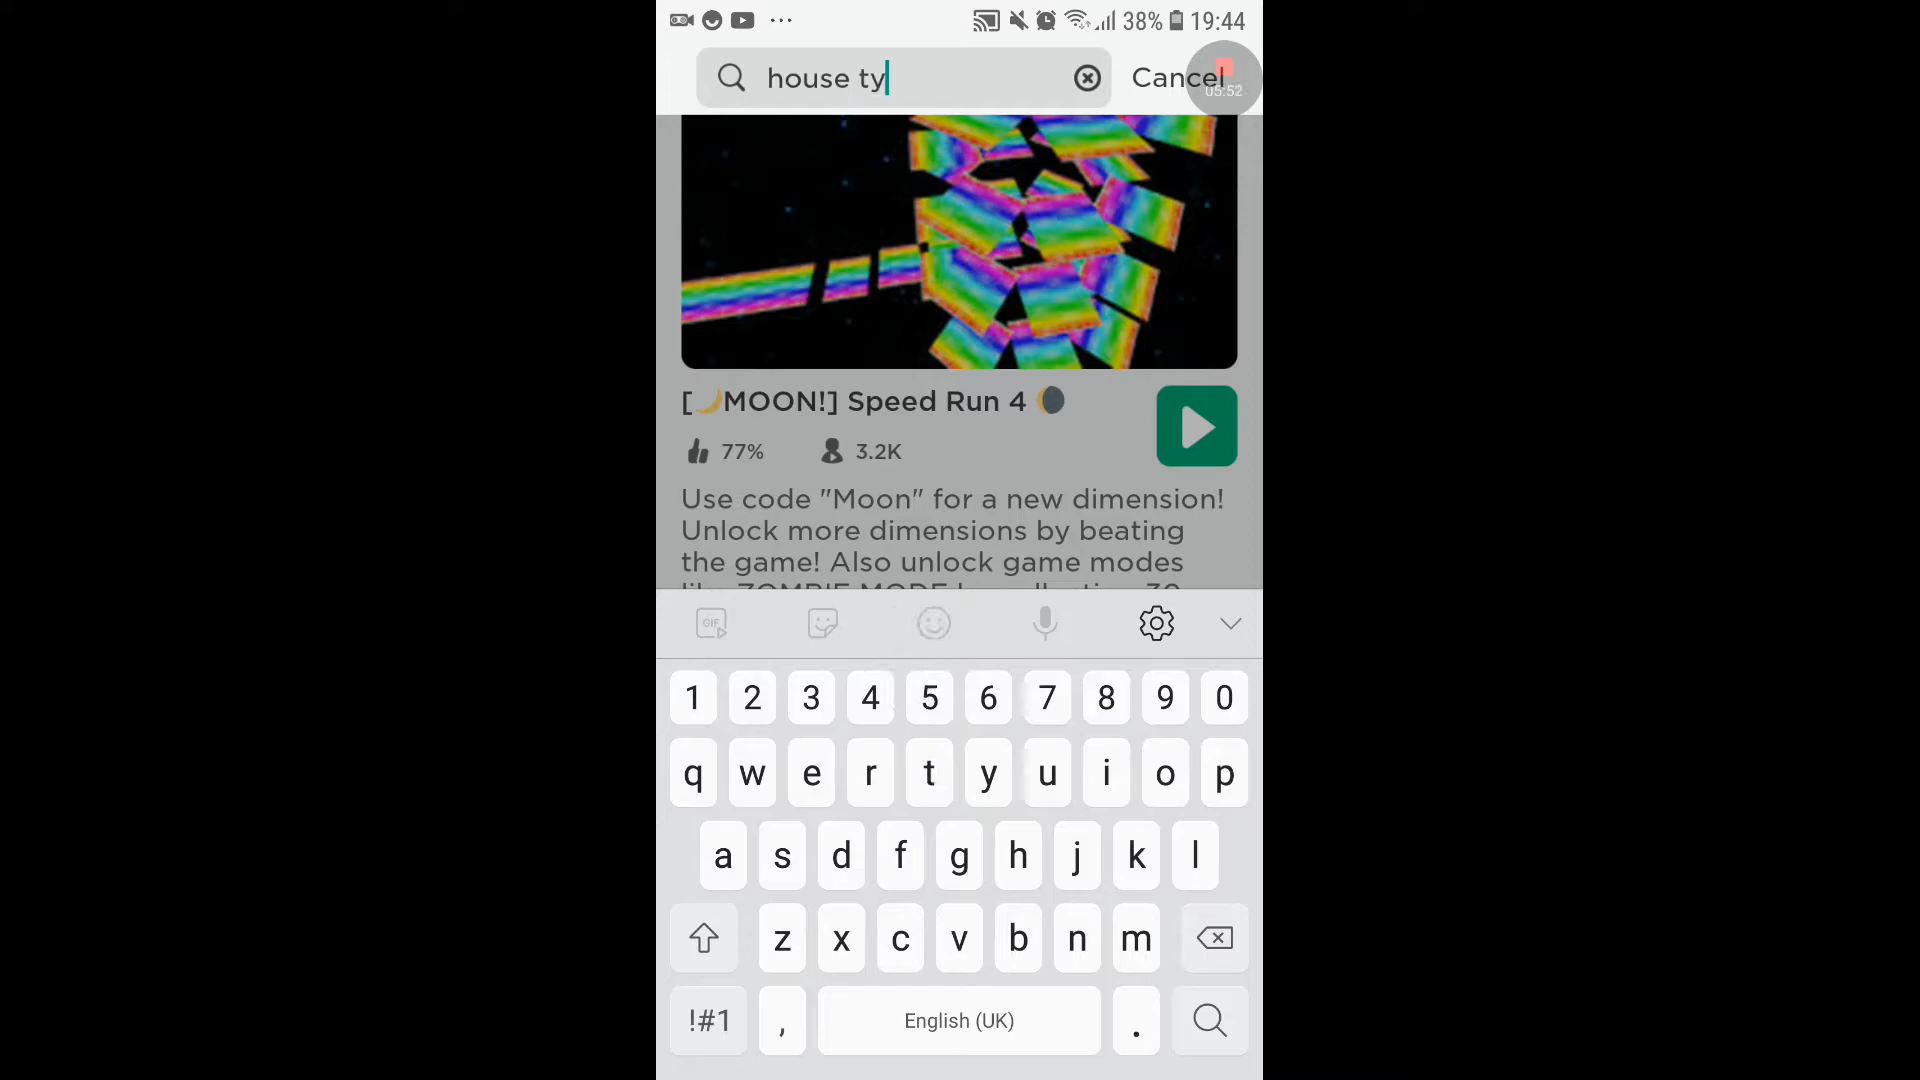 38% 19:44
house ty
Cancel
05:52
[🌙MOON!] Speed Run 4 🌘
77% 3.2K
Use code "Moon" for a new dimension!
Unlock more dimensions by beating
the game! Also unlock game modes
GIF
1 2 3 4 5 6 7 8 9 0
q w e r t y u i o p
a s d f g h j k l
z x c v b n m
!#1 , English (UK) .